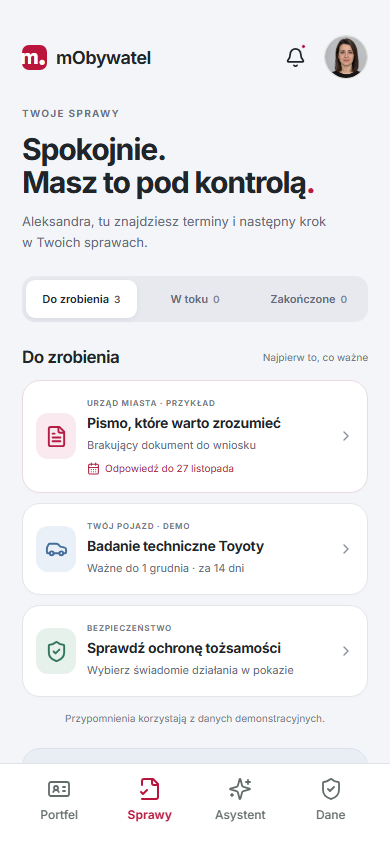 m. mObywatel
TWOJE SPRAWY
Spokojnie.
Masz to pod kontrolą.
Aleksandra, tu znajdziesz terminy i następny krok
w Twoich sprawach.
Do zrobienia 3 W toku 0 Zakończone 0
Do zrobienia Najpierw to, co ważne
URZĄD MIASTA · PRZYKŁAD
Pismo, które warto zrozumieć
Brakujący dokument do wniosku
Odpowiedź do 27 listopada
TWÓJ POJAZD · DEMO
Badanie techniczne Toyoty
Ważne do 1 grudnia · za 14 dni
BEZPIECZEŃSTWO
Sprawdź ochronę tożsamości
Wybierz świadomie działania w pokazie
Przypomnienia korzystają z danych demonstracyjnych.
Portfel Sprawy Asystent Dane